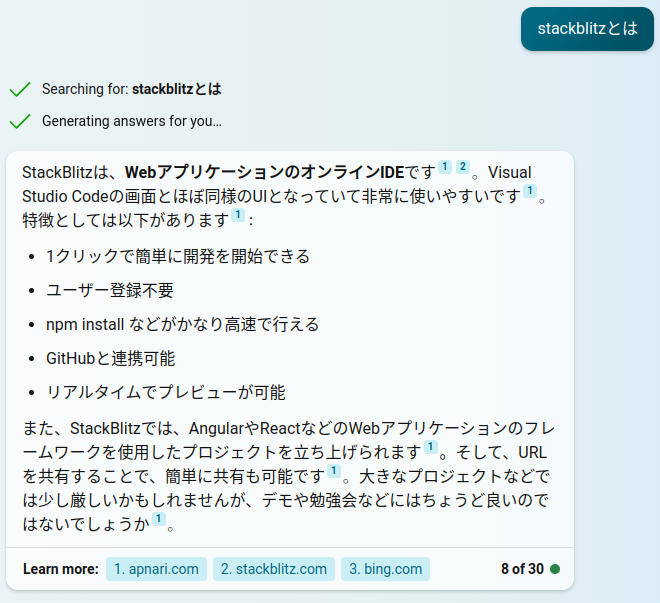 stackblitzとは
Searching for: stackblitzとは
Generating answers for you…
StackBlitzは、WebアプリケーションのオンラインIDEです 1 2 。Visual
Studio Codeの画面とほぼ同様のUIとなっていて非常に使いやすいです 1 。
特徴としては以下があります 1 :
• 1クリックで簡単に開発を開始できる
• ユーザー登録不要
• npm install などがかなり高速で行える
• GitHubと連携可能
• リアルタイムでプレビューが可能
また、StackBlitzでは、AngularやReactなどのWebアプリケーションのフレ
ームワークを使用したプロジェクトを立ち上げられます 1 。そして、URL
を共有することで、簡単に共有も可能です 1 。大きなプロジェクトなどで
は少し厳しいかもしれませんが、デモや勉強会などにはちょうど良いので
はないでしょうか 1 。
Learn more: 1. apnari.com 2. stackblitz.com 3. bing.com 8 of 30